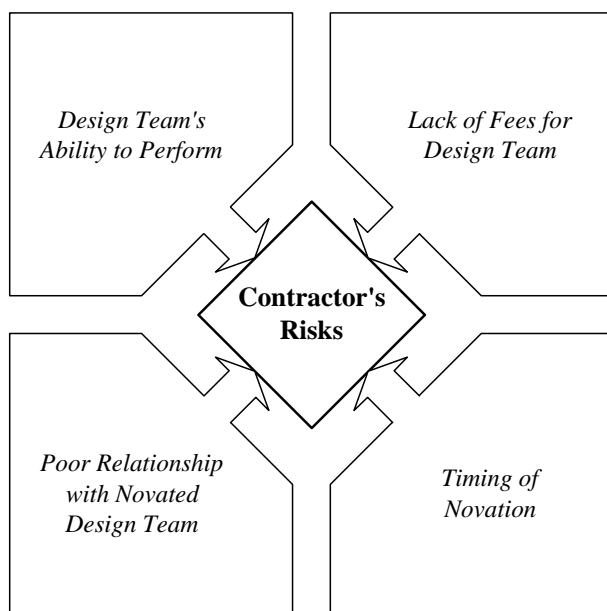 Design Team's
Ability to Perform
Lack of Fees for
Design Team
Contractor's
Risks
Poor Relationship
with Novated
Design Team
Timing of
Novation